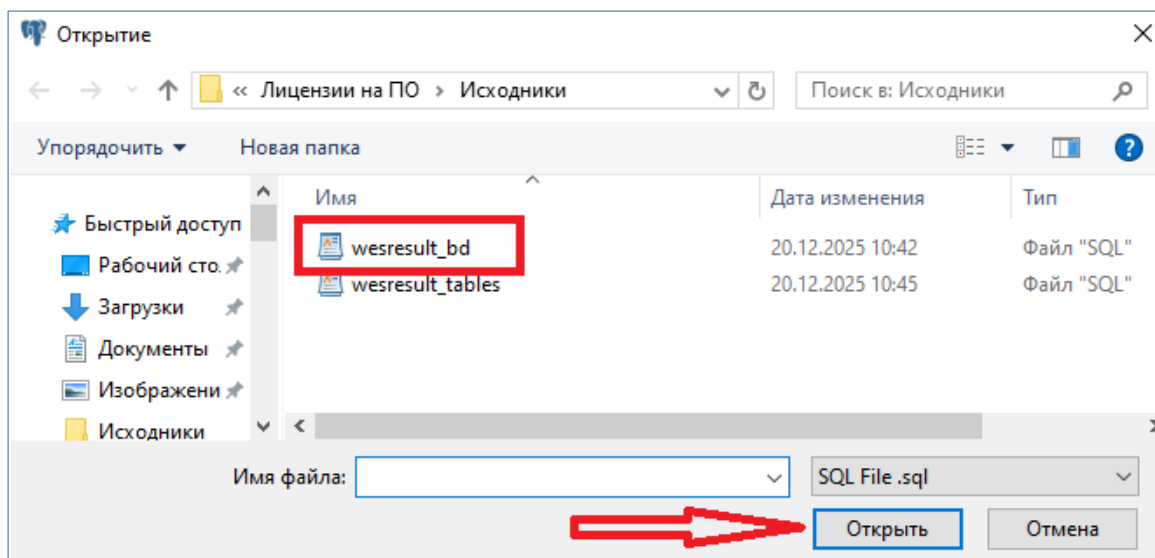 Открытие
« Лицензии на ПО › Исходники
Поиск в: Исходники
Упорядочить
Новая папка
?
Имя
Дата изменения
Тип
Быстрый доступ
Рабочий сто.
Загрузки
Документы
Изображени
Исходники
wesresult_bd 20.12.2025 10:42 Файл "SQL"
wesresult_tables 20.12.2025 10:45 Файл "SQL"
Имя файла:
SQL File .sql
Открыть
Отмена